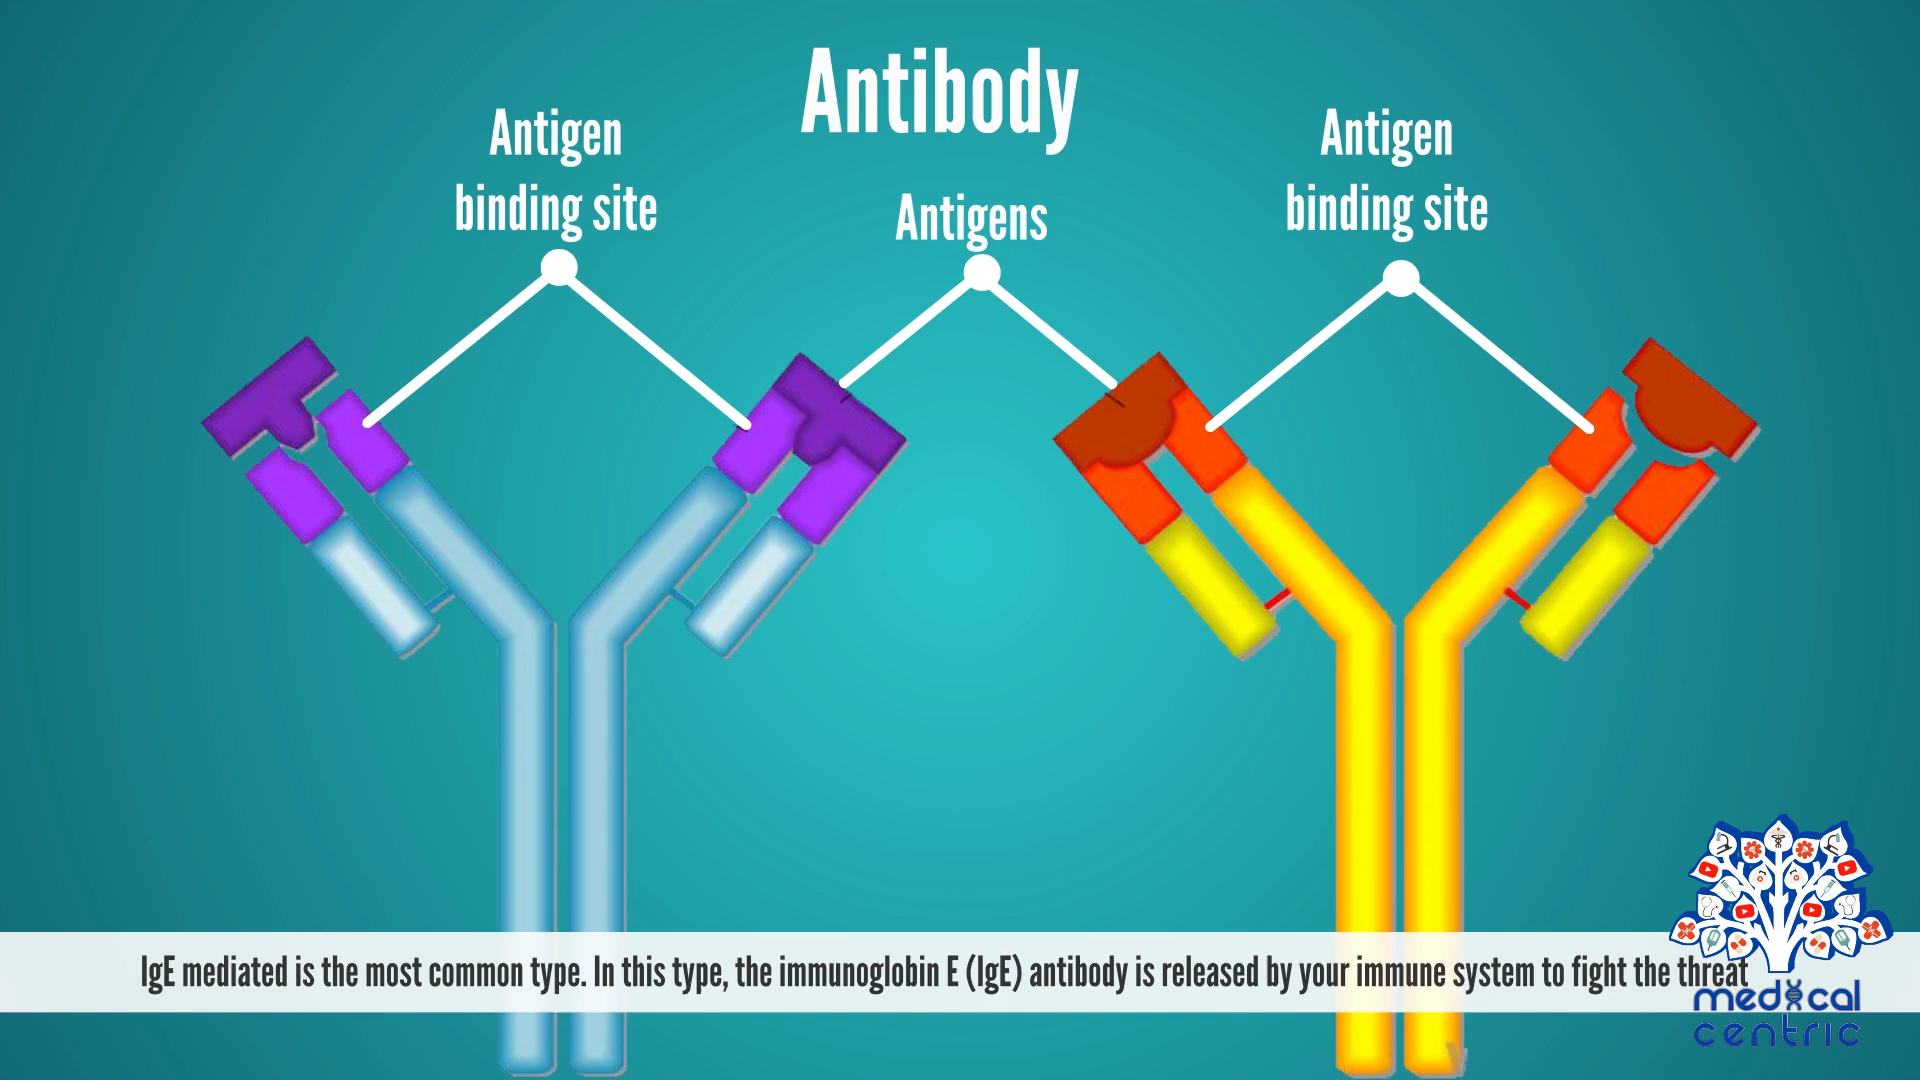 Antibody
Antigen
binding site
Antigens
Antigen
binding site
IgE mediated is the most common type. In this type, the immunoglobin E (IgE) antibody is released by your immune system to fight the threat
medical
centric